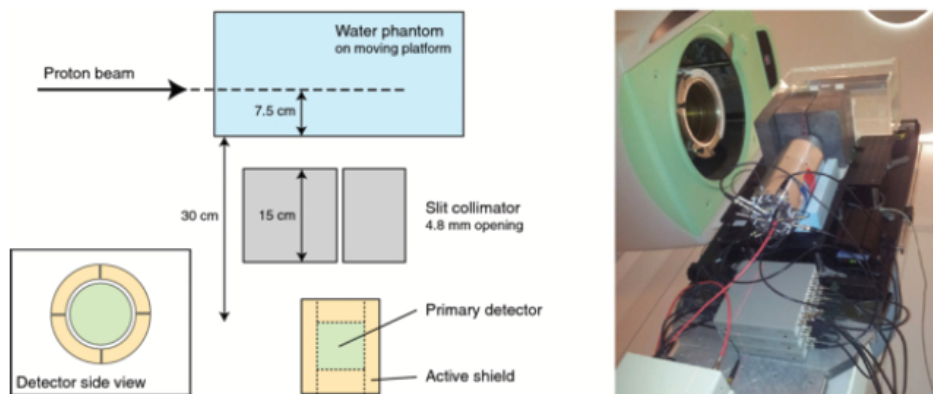 Water phantom
on moving platform
Proton beam
7.5 cm
30 cm
15 cm
Slit collimator
4.8 mm opening
Primary detector
Active shield
Detector side view